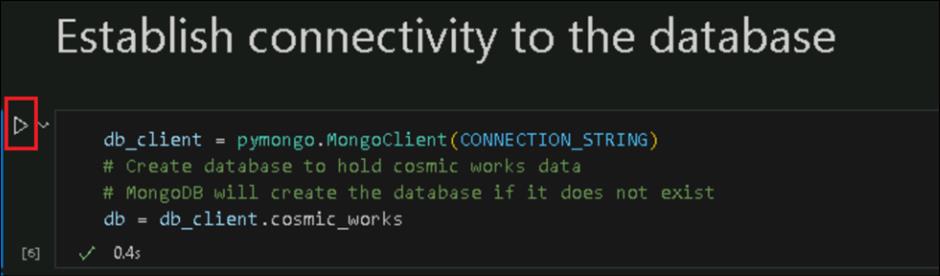 Establish connectivity to the database
db_client = pymongo.MongoClient(CONNECTION_STRING)
# Create database to hold cosmic works data
# MongoDB will create the database if it does not exist
db = db_client.cosmic_works
[6] ✓ 0.4s